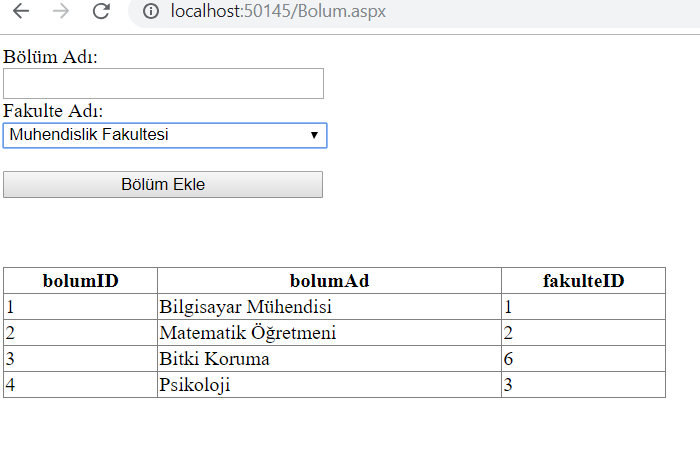 localhost:50145/Bolum.aspx
Bölüm Adı:
Fakulte Adı:
Muhendislik Fakultesi
Bölüm Ekle
bolumID bolumAd fakulteID
1 Bilgisayar Mühendisi 1
2 Matematik Öğretmeni 2
3 Bitki Koruma 6
4 Psikoloji 3